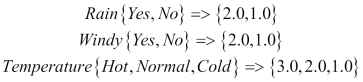 Rain{Yes, No} => {2.0,1.0}
Windy{Yes, No} => {2.0,1.0}
Temperature{Hot, Normal, Cold} => {3.0,2.0,1.0}